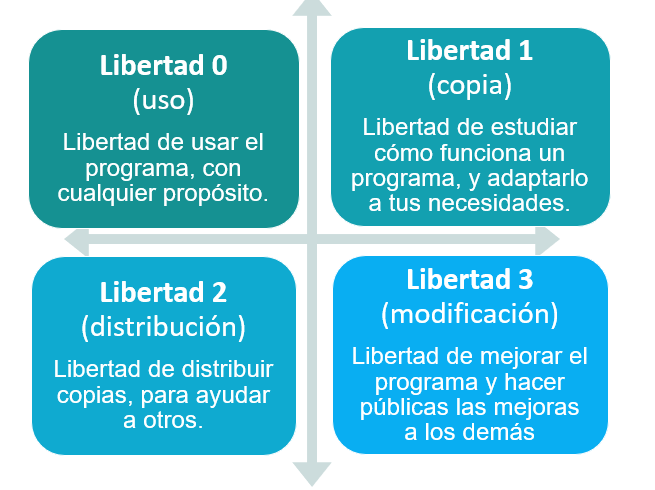 Libertad 0
(uso)
Libertad de usar el
programa, con
cualquier propósito.
Libertad 1
(copia)
Libertad de estudiar
cómo funciona un
programa, y adaptarlo
a tus necesidades.
Libertad 2
(distribución)
Libertad de distribuir
copias, para ayudar
a otros.
Libertad 3
(modificación)
Libertad de mejorar el
programa y hacer
públicas las mejoras
a los demás